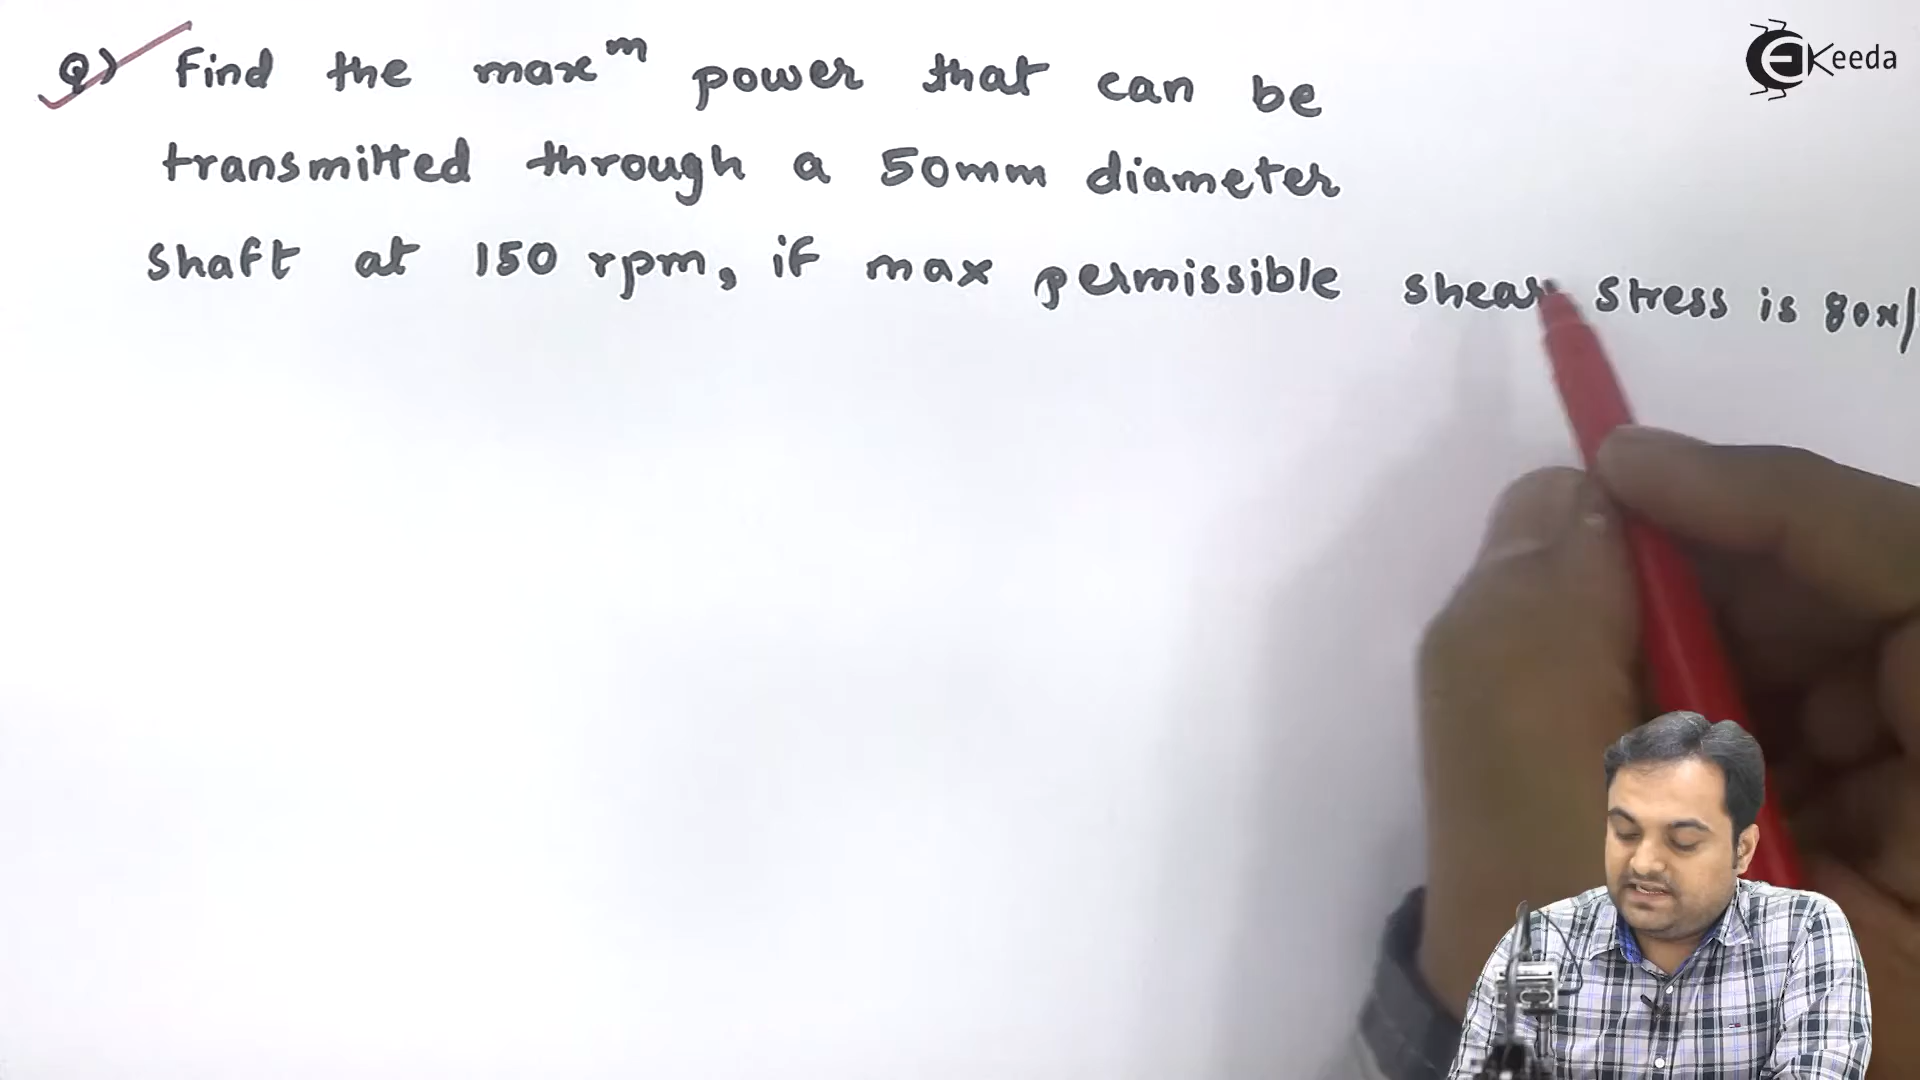 Keeda
Q) Find the max^m power that can be
transmitted through a 50mm diameter
shaft at 150 rpm, if max permissible shear stress is 80N/